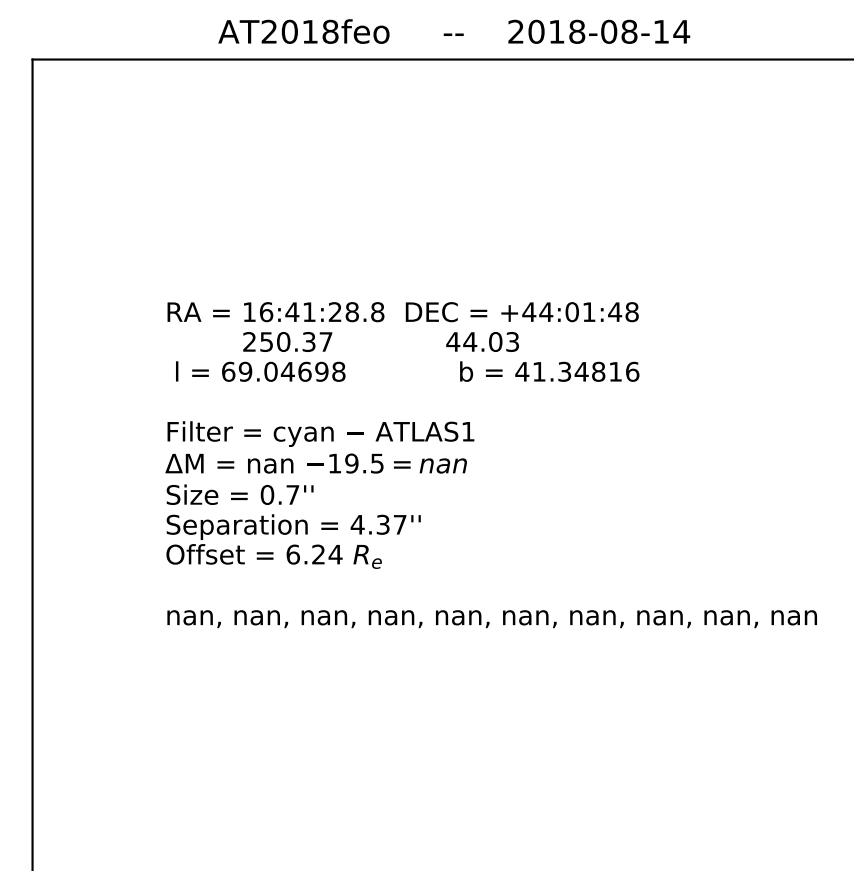 AT2018feo -- 2018-08-14
RA = 16:41:28.8 DEC = +44:01:48
250.37 44.03
l = 69.04698 b = 41.34816
Filter = cyan − ATLAS1
ΔM = nan −19.5 = nan
Size = 0.7''
Separation = 4.37''
Offset = 6.24 Re
nan, nan, nan, nan, nan, nan, nan, nan, nan, nan